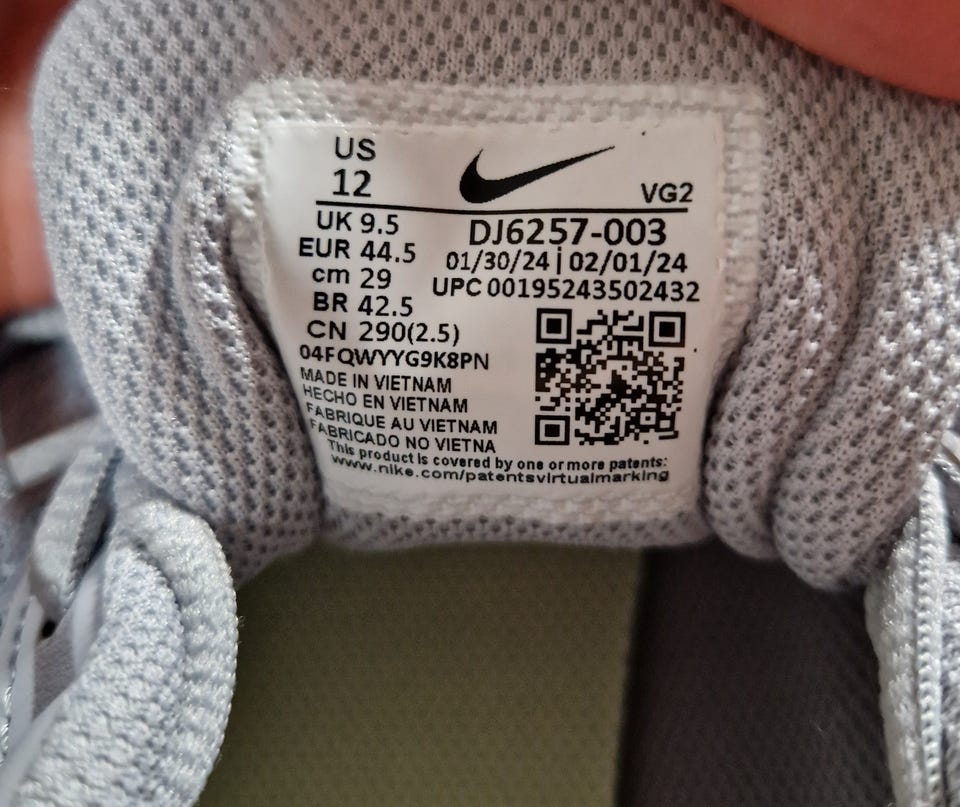 US
12
VG2
UK 9.5
EUR 44.5
cm 29
BR 42.5
CN 290(2.5)
DJ6257-003
01/30/24 | 02/01/24
UPC 00195243502432
04FQWYYG9K8PN
MADE IN VIETNAM
HECHO EN VIETNAM
FABRIQUE AU VIETNAM
FABRICADO NO VIETNA
This product is covered by one or more patents:
www.nike.com/patentsvirtualmarking